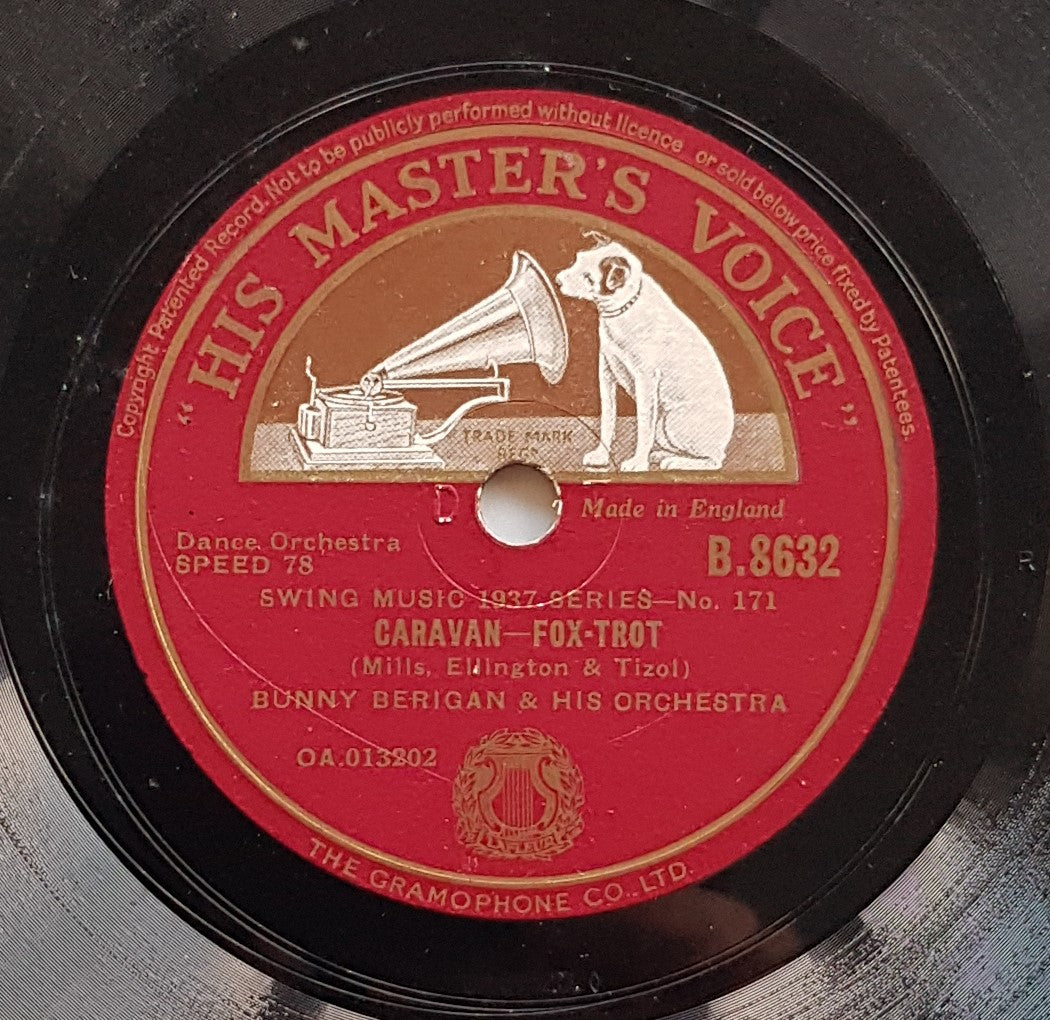 Copyright Patented Record. Not to be publicly performed without licence or sold below price fixed by Patentees.
"HIS MASTER'S VOICE"
TRADE MARK
REGD
D
Made in England
Dance Orchestra
SPEED 78
B.8632
SWING MUSIC 1937 SERIES—No. 171
CARAVAN—FOX-TROT
(Mills, Ellington & Tizol)
BUNNY BERIGAN & HIS ORCHESTRA
OA.013202
THE GRAMOPHONE CO., LTD.
R